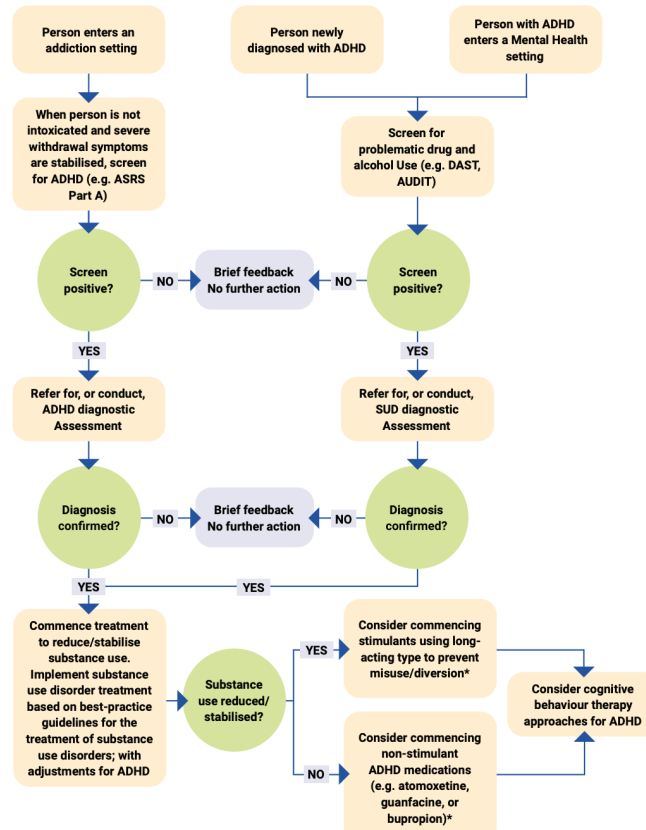 Person enters an
addiction setting
Person newly
diagnosed with ADHD
Person with ADHD
enters a Mental Health
setting
When person is not
intoxicated and severe
withdrawal symptoms
are stabilised, screen
for ADHD (e.g. ASRS
Part A)
Screen for
problematic drug and
alcohol Use (e.g. DAST,
AUDIT)
Screen
positive?
NO
Brief feedback
No further action
NO
Screen
positive?
YES
YES
Refer for, or conduct,
ADHD diagnostic
Assessment
Refer for, or conduct,
SUD diagnostic
Assessment
Diagnosis
confirmed?
NO
Brief feedback
No further action
NO
Diagnosis
confirmed?
YES
YES
Commence treatment
to reduce/stabilise
substance use.
Implement substance
use disorder treatment
based on best-practice
guidelines for the
treatment of substance
use disorders; with
adjustments for ADHD
Substance
use reduced/
stabilised?
YES
Consider commencing
stimulants using long-
acting type to prevent
misuse/diversion*
NO
Consider commencing
non-stimulant
ADHD medications
(e.g. atomoxetine,
guanfacine, or
bupropion)*
Consider cognitive
behaviour therapy
approaches for ADHD